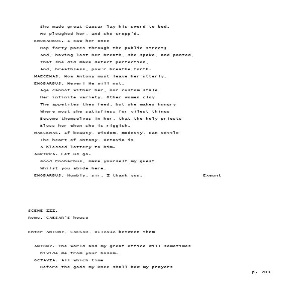 She made great Caesar lay his sword to bed.
He ploughed her, and she cropp'd.
ENOBARBUS. I saw her once
Hop forty paces through the public street;
And, having lost her breath, she spoke, and panted,
That she did make defect perfection,
And, breathless, pow'r breathe forth.
MAECENAS. Now Antony must leave her utterly.
ENOBARBUS. Never! He will not.
Age cannot wither her, nor custom stale
Her infinite variety. Other women cloy
The appetites they feed, but she makes hungry
Where most she satisfies; for vilest things
Become themselves in her, that the holy priests
Bless her when she is riggish.
MAECENAS. If beauty, wisdom, modesty, can settle
The heart of Antony, Octavia is
A blessed lottery to him.
AGRIPPA. Let us go.
Good Enobarbus, make yourself my guest
Whilst you abide here.
ENOBARBUS. Humbly, sir, I thank you. Exeunt
SCENE III.
Rome. CAESAR'S house
Enter ANTONY, CAESAR, OCTAVIA between them
ANTONY. The world and my great office will sometimes
Divide me from your bosom.
OCTAVIA. All which time
Before the gods my knee shall bow my prayers